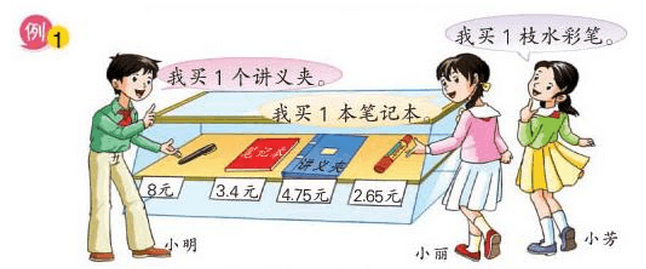 例1
我买1枝水彩笔。
我买1个讲义夹。
我买1本笔记本。
笔记本
讲义夹
8元
3.4元
4.75元
2.65元
小明
小丽
小芳